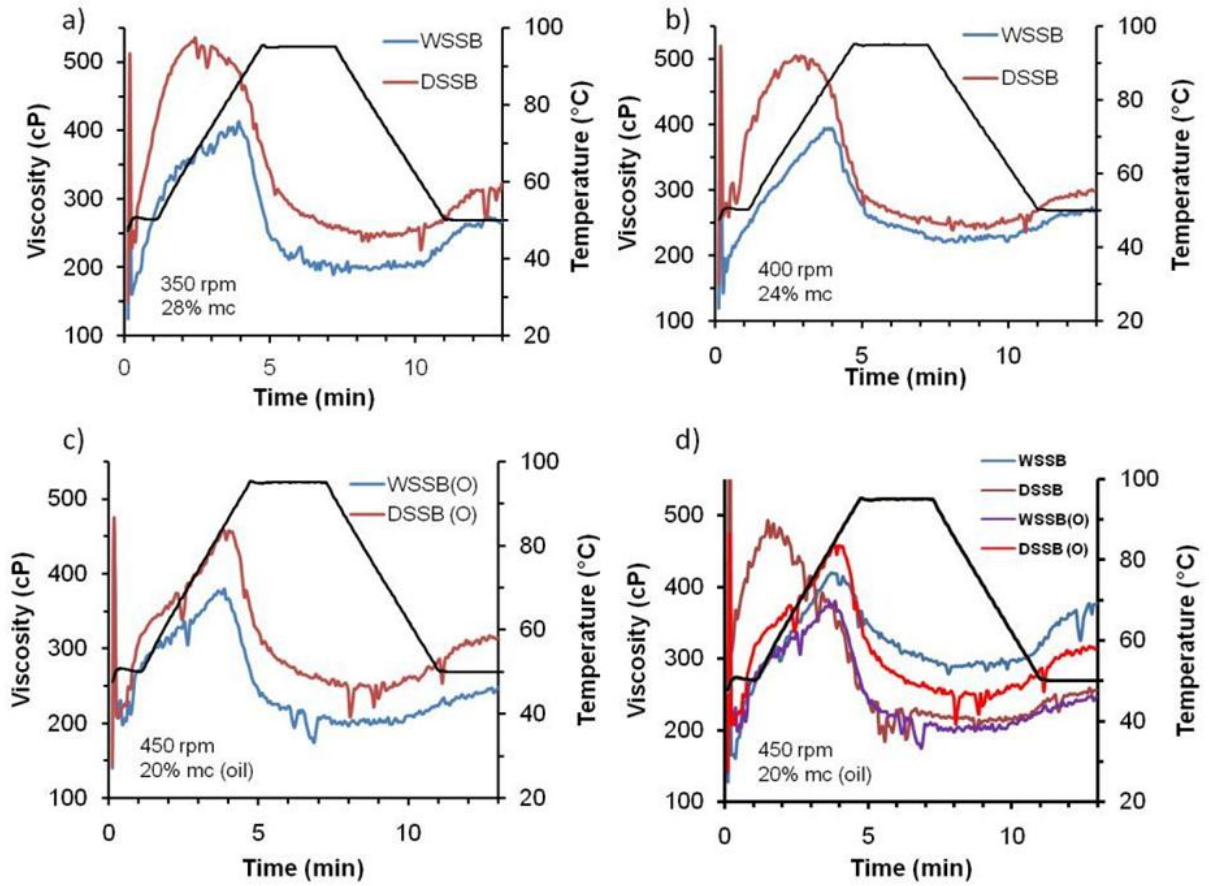 a)
WSSB
DSSB
Viscosity (cP)
500
400
300
200
100
100
80
60
40
20
Temperature (°C)
350 rpm
28% mc
0
5
10
Time (min)
b)
WSSB
DSSB
Viscosity (cP)
500
400
300
200
100
100
80
60
40
20
Temperature (°C)
400 rpm
24% mc
0
5
10
Time (min)
c)
WSSB(O)
DSSB (O)
Viscosity (cP)
500
400
300
200
100
100
80
60
40
20
Temperature (°C)
450 rpm
20% mc (oil)
0
5
10
Time (min)
d)
WSSB
DSSB
WSSB(O)
DSSB (O)
Viscosity (cP)
500
400
300
200
100
100
80
60
40
20
Temperature (°C)
450 rpm
20% mc (oil)
0
5
10
Time (min)